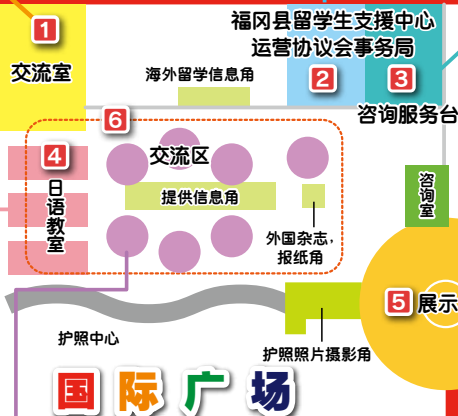 1
交流室
福冈县留学生支援中心
运营协议会事务局
2
3
咨询服务台
海外留学信息角
6
交流区
4
日语教室
提供信息角
外国杂志,
报纸角
咨询室
5
展示
护照中心
护照照片摄影角
国际广场